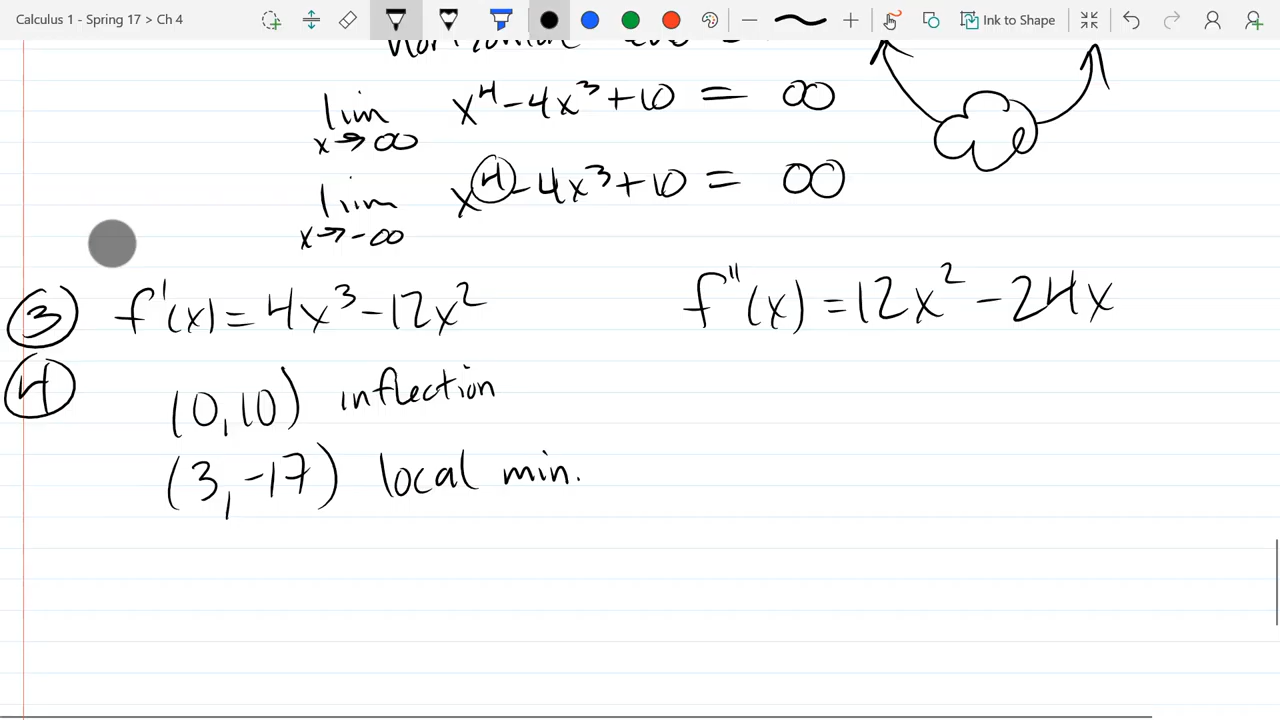 Calculus 1 - Spring 17 > Ch 4
Ink to Shape
lim x→∞ x⁴ - 4x³ + 10 = ∞
lim x→-∞ x⁴ - 4x³ + 10 = ∞
③ f'(x) = 4x³ - 12x² f''(x) = 12x² - 24x
④ (0, 10) inflection
(3, -17) local min.